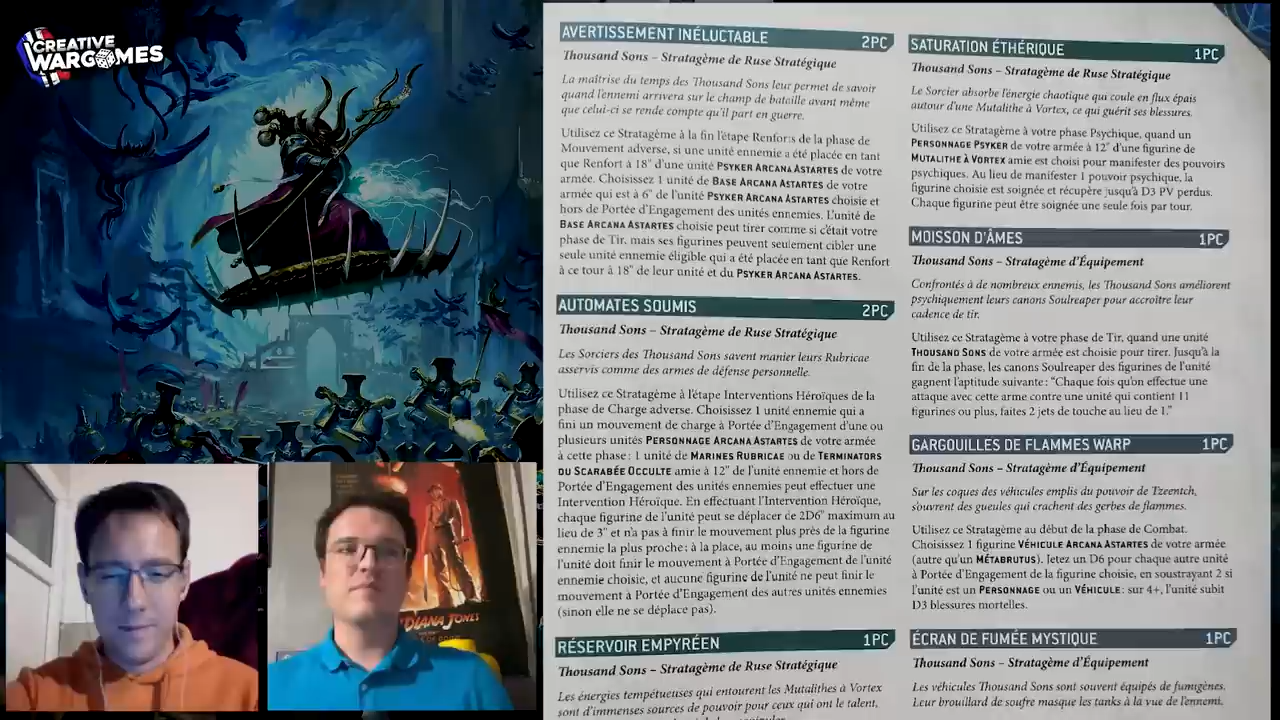 CREATIVE
WARGAMES
AVERTISSEMENT INÉLUCTABLE 2PC
Thousand Sons – Stratagème de Ruse Stratégique
La maîtrise du temps des Thousand Sons leur permet de savoir
quand l'ennemi arrivera sur le champ de bataille avant même
que celui-ci se rende compte qu'il part en guerre.
Utilisez ce Stratagème à la fin l'étape Renforts de la phase de
Mouvement adverse, si une unité ennemie a été placée en tant
que Renfort à 18" d'une unité PSYKER ARCANA ASTARTES de votre
armée. Choisissez 1 unité de BASE ARCANA ASTARTES de votre
armée qui est à 6" de l'unité PSYKER ARCANA ASTARTES choisie et
hors de Portée d'Engagement des unités ennemies. L'unité de
BASE ARCANA ASTARTES choisie peut tirer comme si c'était votre
phase de Tir, mais ses figurines peuvent seulement cibler une
seule unité ennemie éligible qui a été placée en tant que Renfort
à ce tour à 18" de leur unité et du PSYKER ARCANA ASTARTES.
AUTOMATES SOUMIS 2PC
Thousand Sons – Stratagème de Ruse Stratégique
Les Sorciers des Thousand Sons savent manier leurs Rubricae
asservis comme des armes de défense personnelle.
Utilisez ce Stratagème à l'étape Interventions Héroïques de la
phase de Charge adverse. Choisissez 1 unité ennemie qui a
fini un mouvement de charge à Portée d'Engagement d'une ou
plusieurs unités PERSONNAGE ARCANA ASTARTES de votre armée
à cette phase : 1 unité de MARINES RUBRICAE ou de TERMINATORS
DU SCARABÉE OCCULTE amie à 12" de l'unité ennemie et hors de
Portée d'Engagement des unités ennemies peut effectuer une
Intervention Héroïque. En effectuant l'Intervention Héroïque,
chaque figurine de l'unité peut se déplacer de 2D6" maximum au
lieu de 3" et n'a pas à finir le mouvement plus près de la figurine
ennemie la plus proche : à la place, au moins une figurine de
l'unité doit finir le mouvement à Portée d'Engagement de l'unité
ennemie choisie, et aucune figurine de l'unité ne peut finir le
mouvement à Portée d'Engagement des autres unités ennemies
(sinon elle ne se déplace pas).
RÉSERVOIR EMPYRÉEN 1PC
Thousand Sons – Stratagème de Ruse Stratégique
Les énergies tempétueuses qui entourent les Mutalithes à Vortex
sont d'immenses sources de pouvoir pour ceux qui ont le talent,
SATURATION ÉTHÉRIQUE 1PC
Thousand Sons – Stratagème de Ruse Stratégique
Le Sorcier absorbe l'énergie chaotique qui coule en flux épais
autour d'une Mutalithe à Vortex, ce qui guérit ses blessures.
Utilisez ce Stratagème à votre phase Psychique, quand un
PERSONNAGE PSYKER de votre armée à 12" d'une figurine de
MUTALITHE À VORTEX amie est choisi pour manifester des pouvoirs
psychiques. Au lieu de manifester 1 pouvoir psychique, la
figurine choisie est soignée et récupère jusqu'à D3 PV perdus.
Chaque figurine peut être soignée une seule fois par tour.
MOISSON D'ÂMES 1PC
Thousand Sons – Stratagème d'Équipement
Confrontés à de nombreux ennemis, les Thousand Sons améliorent
psychiquement leurs canons Soulreaper pour accroître leur
cadence de tir.
Utilisez ce Stratagème à votre phase de Tir, quand une unité
THOUSAND SONS de votre armée est choisie pour tirer. Jusqu'à la
fin de la phase, les canons Soulreaper des figurines de l'unité
gagnent l'aptitude suivante : "Chaque fois qu'on effectue une
attaque avec cette arme contre une unité qui contient 11
figurines ou plus, faites 2 jets de touche au lieu de 1."
GARGOUILLES DE FLAMMES WARP 1PC
Thousand Sons – Stratagème d'Équipement
Sur les coques des véhicules emplis du pouvoir de Tzeentch,
s'ouvrent des gueules qui crachent des gerbes de flammes.
Utilisez ce Stratagème au début de la phase de Combat.
Choisissez 1 figurine VÉHICULE ARCANA ASTARTES de votre armée
(autre qu'un MÉTABRUTUS). Jetez un D6 pour chaque autre unité
à Portée d'Engagement de la figurine choisie, en soustrayant 2 si
l'unité est un PERSONNAGE ou un VÉHICULE : sur 4+, l'unité subit
D3 blessures mortelles.
ÉCRAN DE FUMÉE MYSTIQUE 1PC
Thousand Sons – Stratagème d'Équipement
Les véhicules Thousand Sons sont souvent équipés de fumigènes.
Leur brouillard de soufre masque les tanks à la vue de l'ennemi.
INDIANA JONES